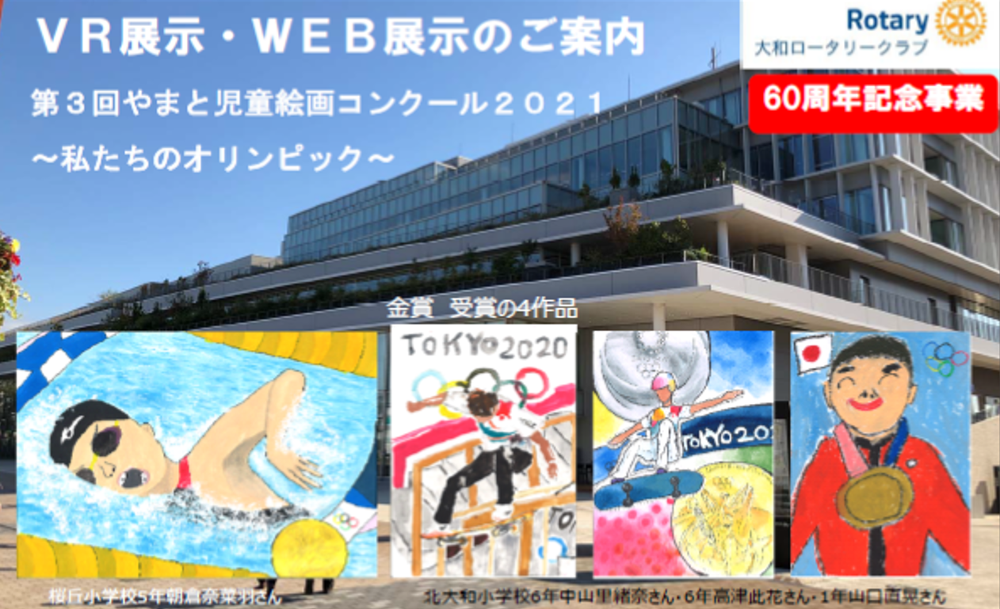 VR展示・WEB展示のご案内
Rotary
大和ロータリークラブ
60周年記念事業
第3回やまと児童絵画コンクール2021
～私たちのオリンピック～
金賞 受賞の4作品
TOKYO2020
TOKYO202
TO
桜丘小学校5年朝倉奈菜羽さん
北大和小学校6年中山里緒奈さん・6年高津此花さん・1年山口直晃さん